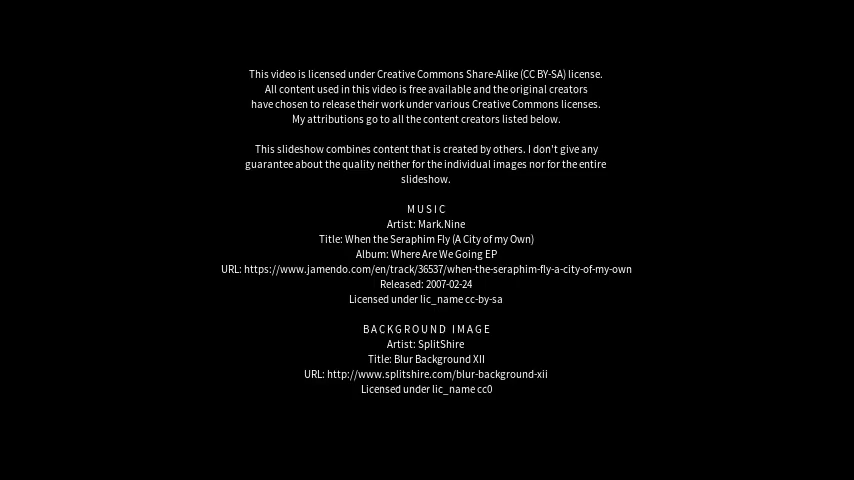 This video is licensed under Creative Commons Share-Alike (CC BY-SA) license.
All content used in this video is free available and the original creators
have chosen to release their work under various Creative Commons licenses.
My attributions go to all the content creators listed below.
This slideshow combines content that is created by others. I don't give any
guarantee about the quality neither for the individual images nor for the entire
slideshow.
MUSIC
Artist: Mark.Nine
Title: When the Seraphim Fly (A City of my Own)
Album: Where Are We Going EP
URL: https://www.jamendo.com/en/track/36537/when-the-seraphim-fly-a-city-of-my-own
Released: 2007-02-24
Licensed under lic_name cc-by-sa
BACKGROUND IMAGE
Artist: SplitShire
Title: Blur Background XII
URL: http://www.splitshire.com/blur-background-xii
Licensed under lic_name cc0